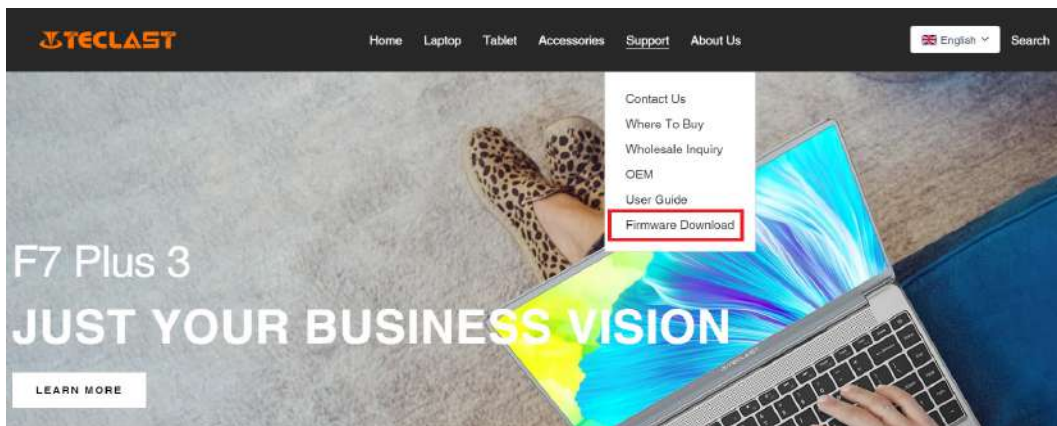 TECLAST
Home Laptop Tablet Accessories Support About Us English Search
Contact Us
Where To Buy
Wholesale Inquiry
OEM
User Guide
Firmware Download
F7 Plus 3
JUST YOUR BUSINESS VISION
LEARN MORE
TECLAST